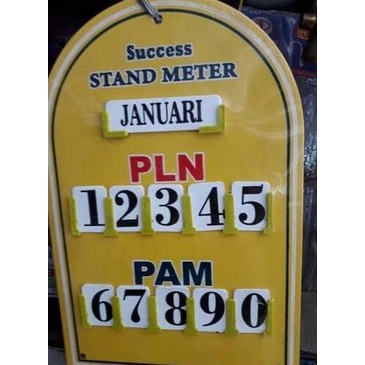 Success
STAND METER
JANUARI
PLN
12345
PAM
67890